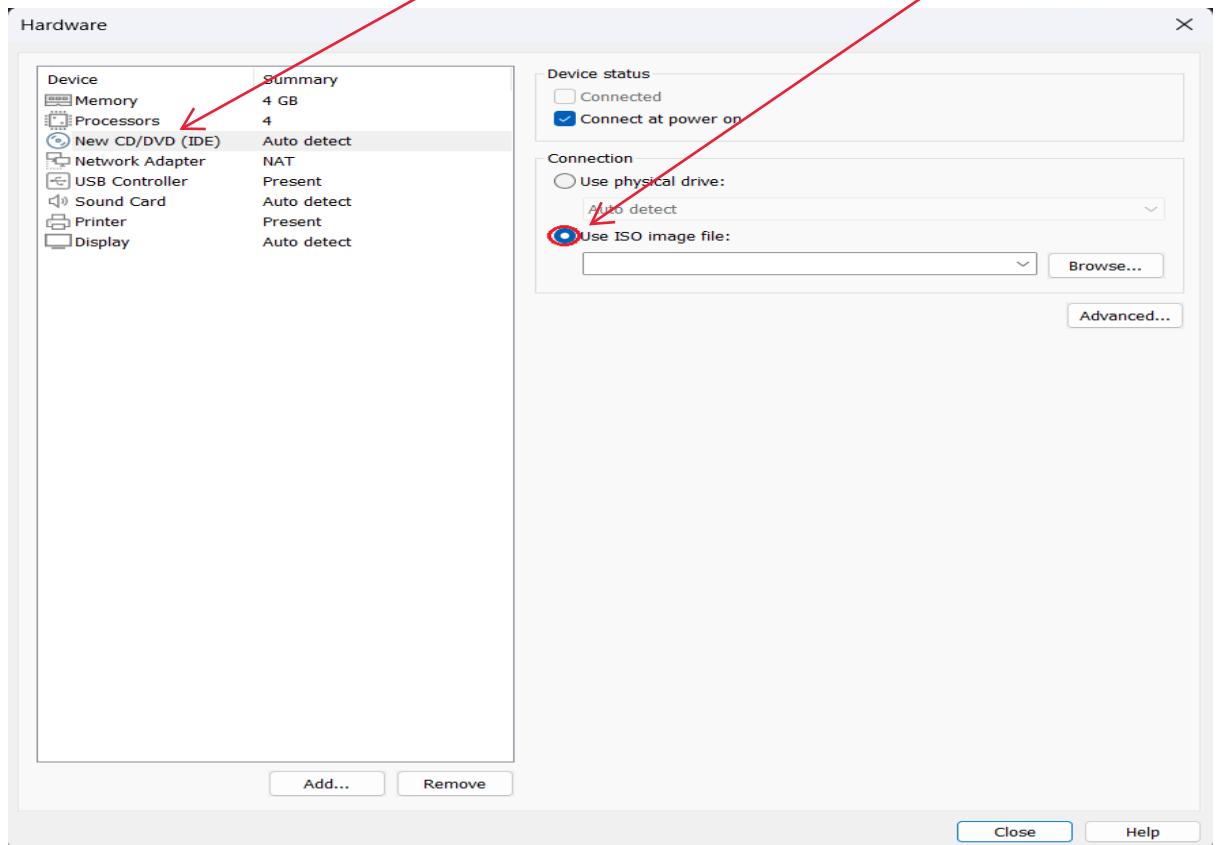 Hardware
Device Summary
Memory 4 GB
Processors 4
New CD/DVD (IDE) Auto detect
Network Adapter NAT
USB Controller Present
Sound Card Auto detect
Printer Present
Display Auto detect
Add... Remove
Device status
Connected
Connect at power on
Connection
Use physical drive:
Auto detect
Use ISO image file:
Browse...
Advanced...
Close Help